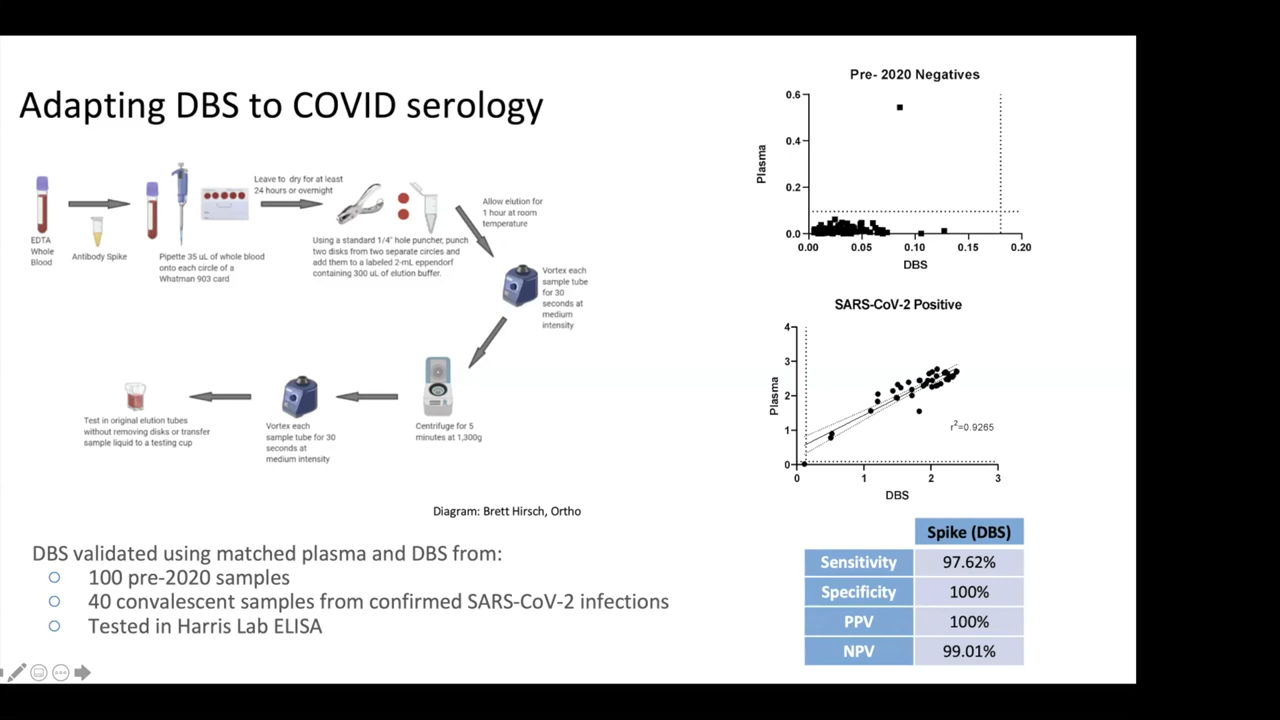 Adapting DBS to COVID serology
EDTA
Whole
Blood
Antibody Spike
Pipette 35 uL of whole blood
onto each circle of a
Whatman 903 card
Leave to dry for at least
24 hours or overnight
Using a standard 1/4" hole puncher, punch
two disks from two separate circles and
add them to a labeled 2-mL eppendorf
containing 300 uL of elution buffer.
Allow elution for
1 hour at room
temperature
Vortex each
sample tube
for 30
seconds at
medium
intensity
Centrifuge for 5
minutes at 1,300g
Vortex each
sample tube for 30
seconds at
medium intensity
Test in original elution tubes
without removing disks or transfer
sample liquid to a testing cup
Diagram: Brett Hirsch, Ortho
DBS validated using matched plasma and DBS from:
100 pre-2020 samples
40 convalescent samples from confirmed SARS-CoV-2 infections
Tested in Harris Lab ELISA
Pre- 2020 Negatives
0.6
0.4
0.2
0.0
Plasma
0.00 0.05 0.10 0.15 0.20
DBS
SARS-CoV-2 Positive
4
3
2
1
0
Plasma
r²=0.9265
0 1 2 3
DBS
Spike (DBS)
Sensitivity 97.62%
Specificity 100%
PPV 100%
NPV 99.01%